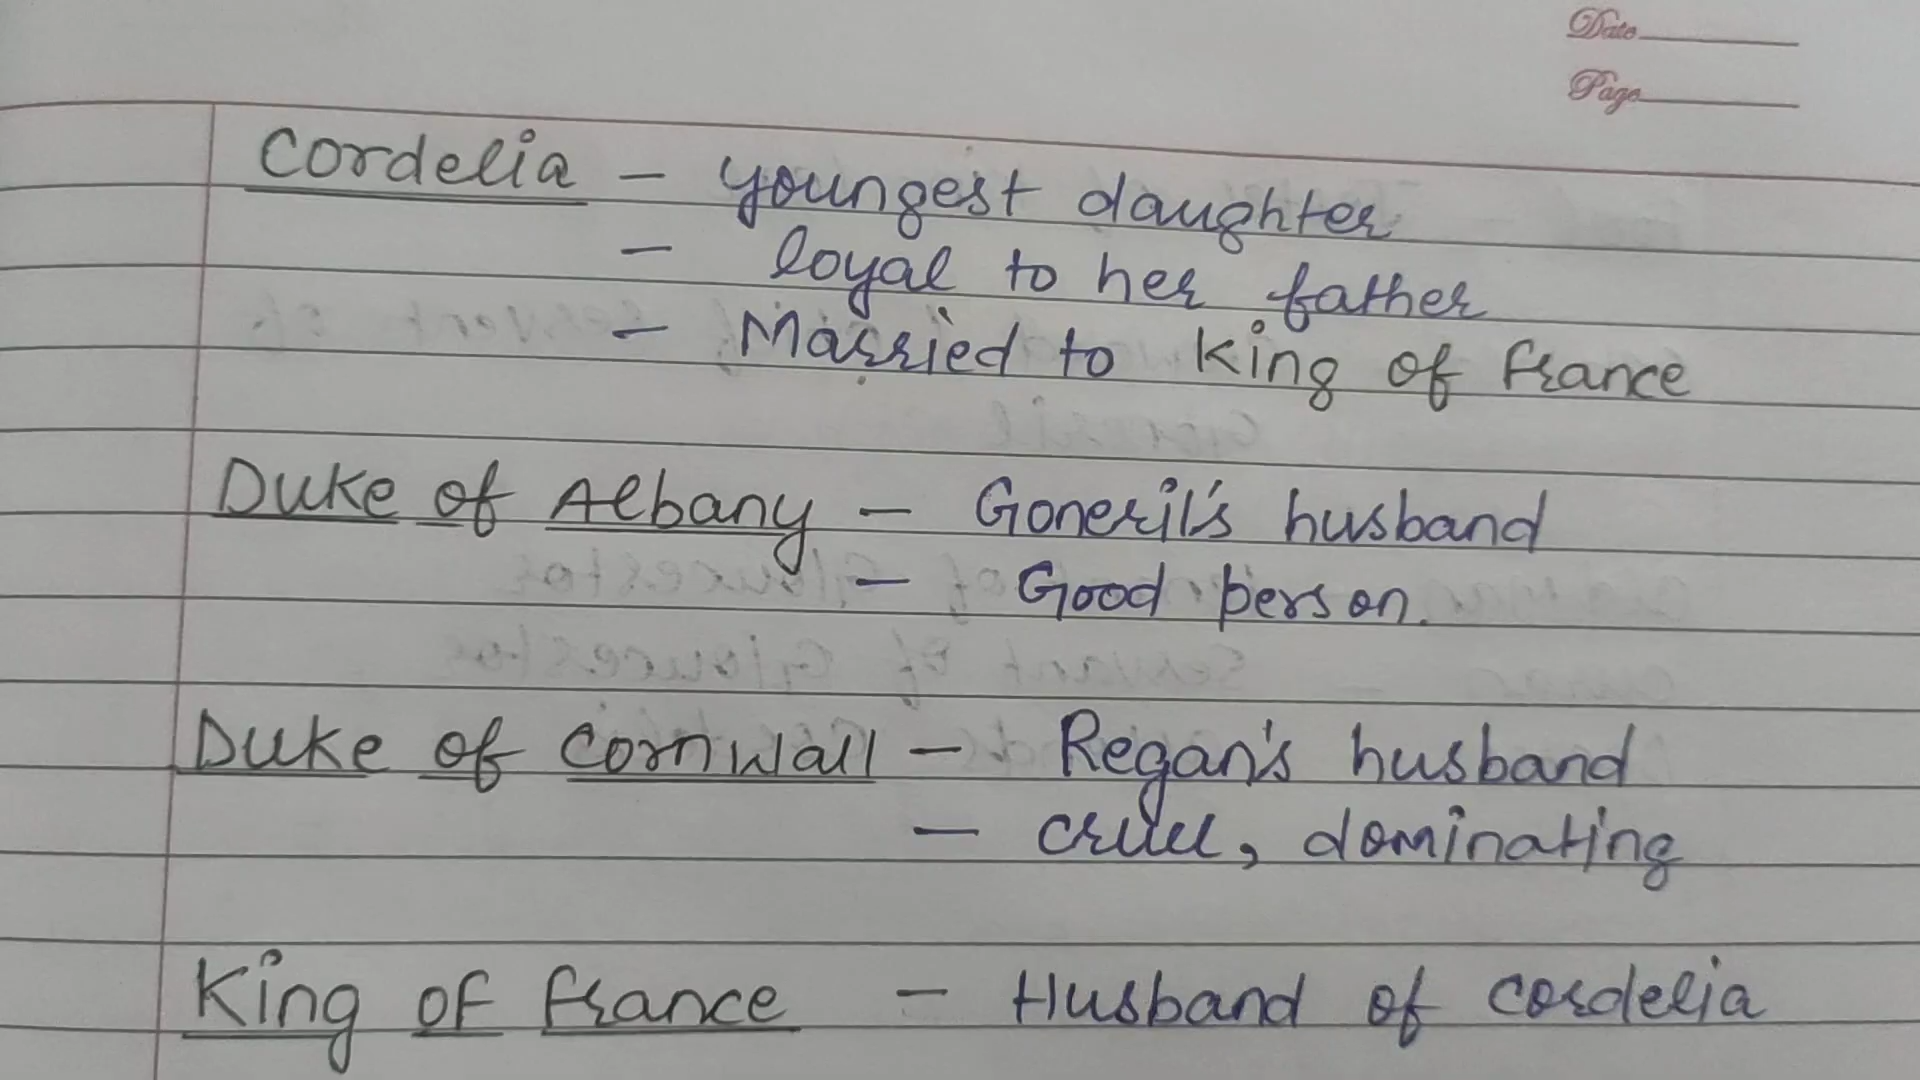 Date
Page
Cordelia - youngest daughter
- loyal to her father
- Married to King of France
Duke of Albany - Goneril's husband
- Good person.
Duke of Cornwall - Regan's husband
- cruel, dominating
King of France - Husband of Cordelia